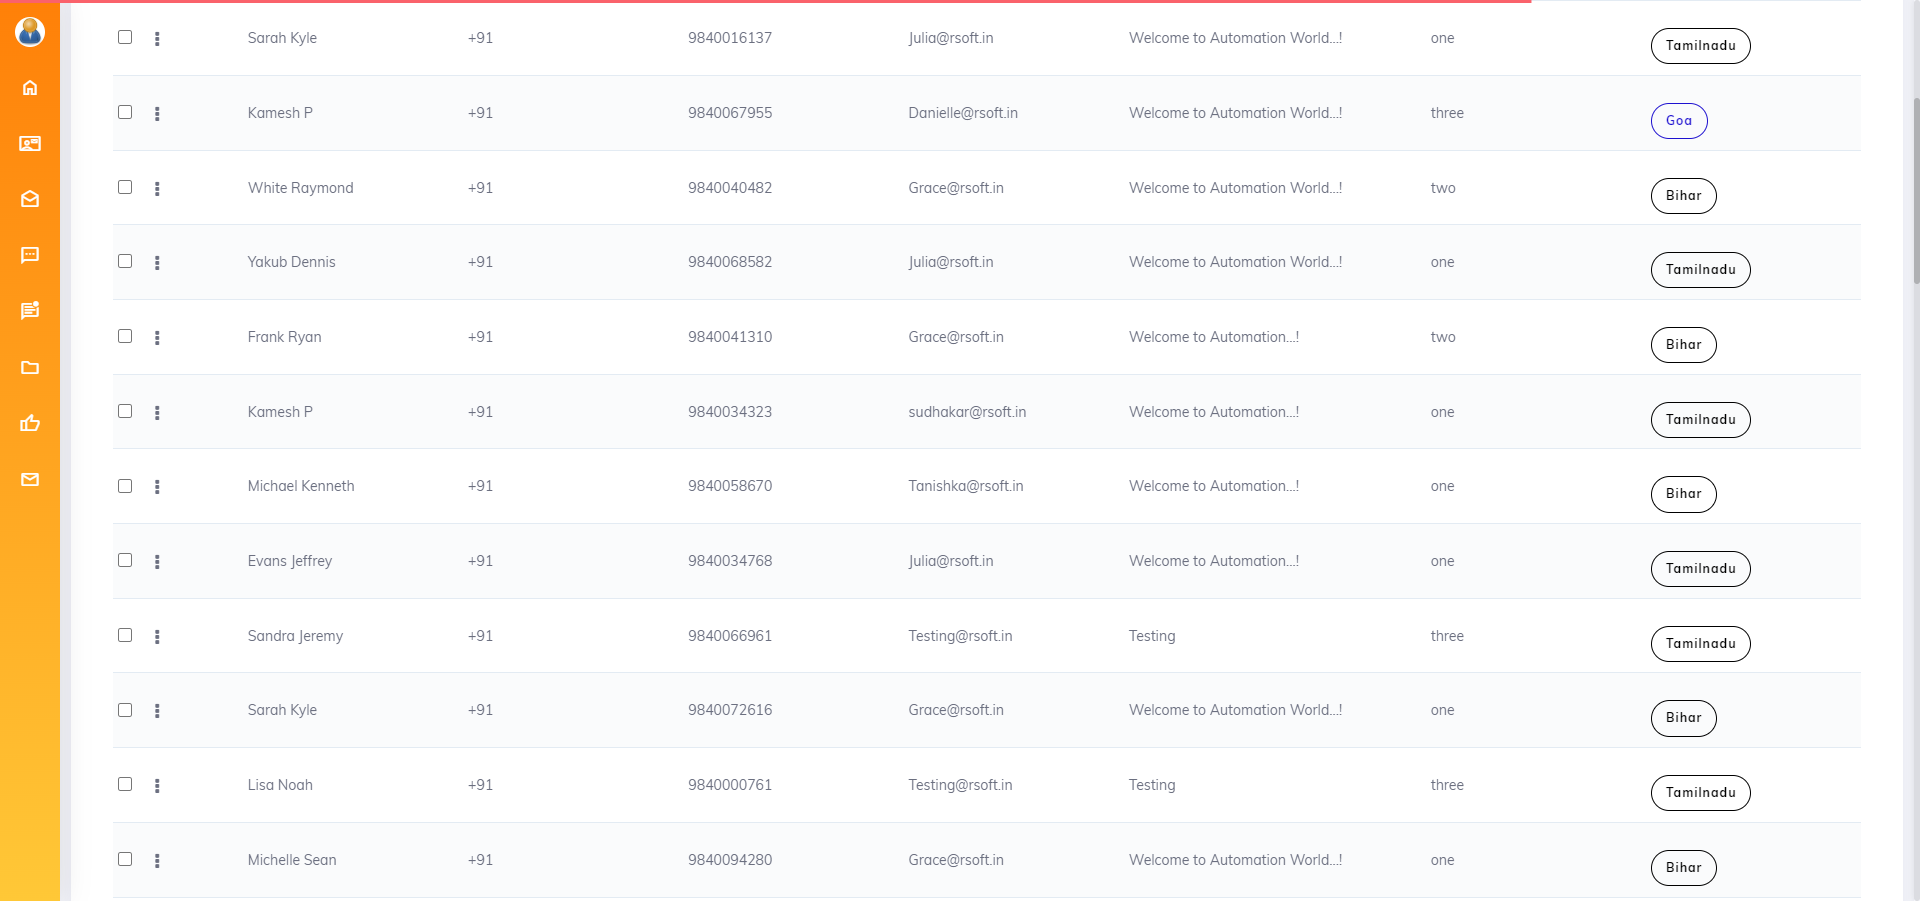 Sarah Kyle +91 9840016137 Julia@rsoft.in Welcome to Automation World...! one Tamilnadu
Kamesh P +91 9840067955 Danielle@rsoft.in Welcome to Automation World...! three Goa
White Raymond +91 9840040482 Grace@rsoft.in Welcome to Automation World...! two Bihar
Yakub Dennis +91 9840068582 Julia@rsoft.in Welcome to Automation World...! one Tamilnadu
Frank Ryan +91 9840041310 Grace@rsoft.in Welcome to Automation...! two Bihar
Kamesh P +91 9840034323 sudhakar@rsoft.in Welcome to Automation...! one Tamilnadu
Michael Kenneth +91 9840058670 Tanishka@rsoft.in Welcome to Automation...! one Bihar
Evans Jeffrey +91 9840034768 Julia@rsoft.in Welcome to Automation...! one Tamilnadu
Sandra Jeremy +91 9840066961 Testing@rsoft.in Testing three Tamilnadu
Sarah Kyle +91 9840072616 Grace@rsoft.in Welcome to Automation World...! one Bihar
Lisa Noah +91 9840000761 Testing@rsoft.in Testing three Tamilnadu
Michelle Sean +91 9840094280 Grace@rsoft.in Welcome to Automation World...! one Bihar